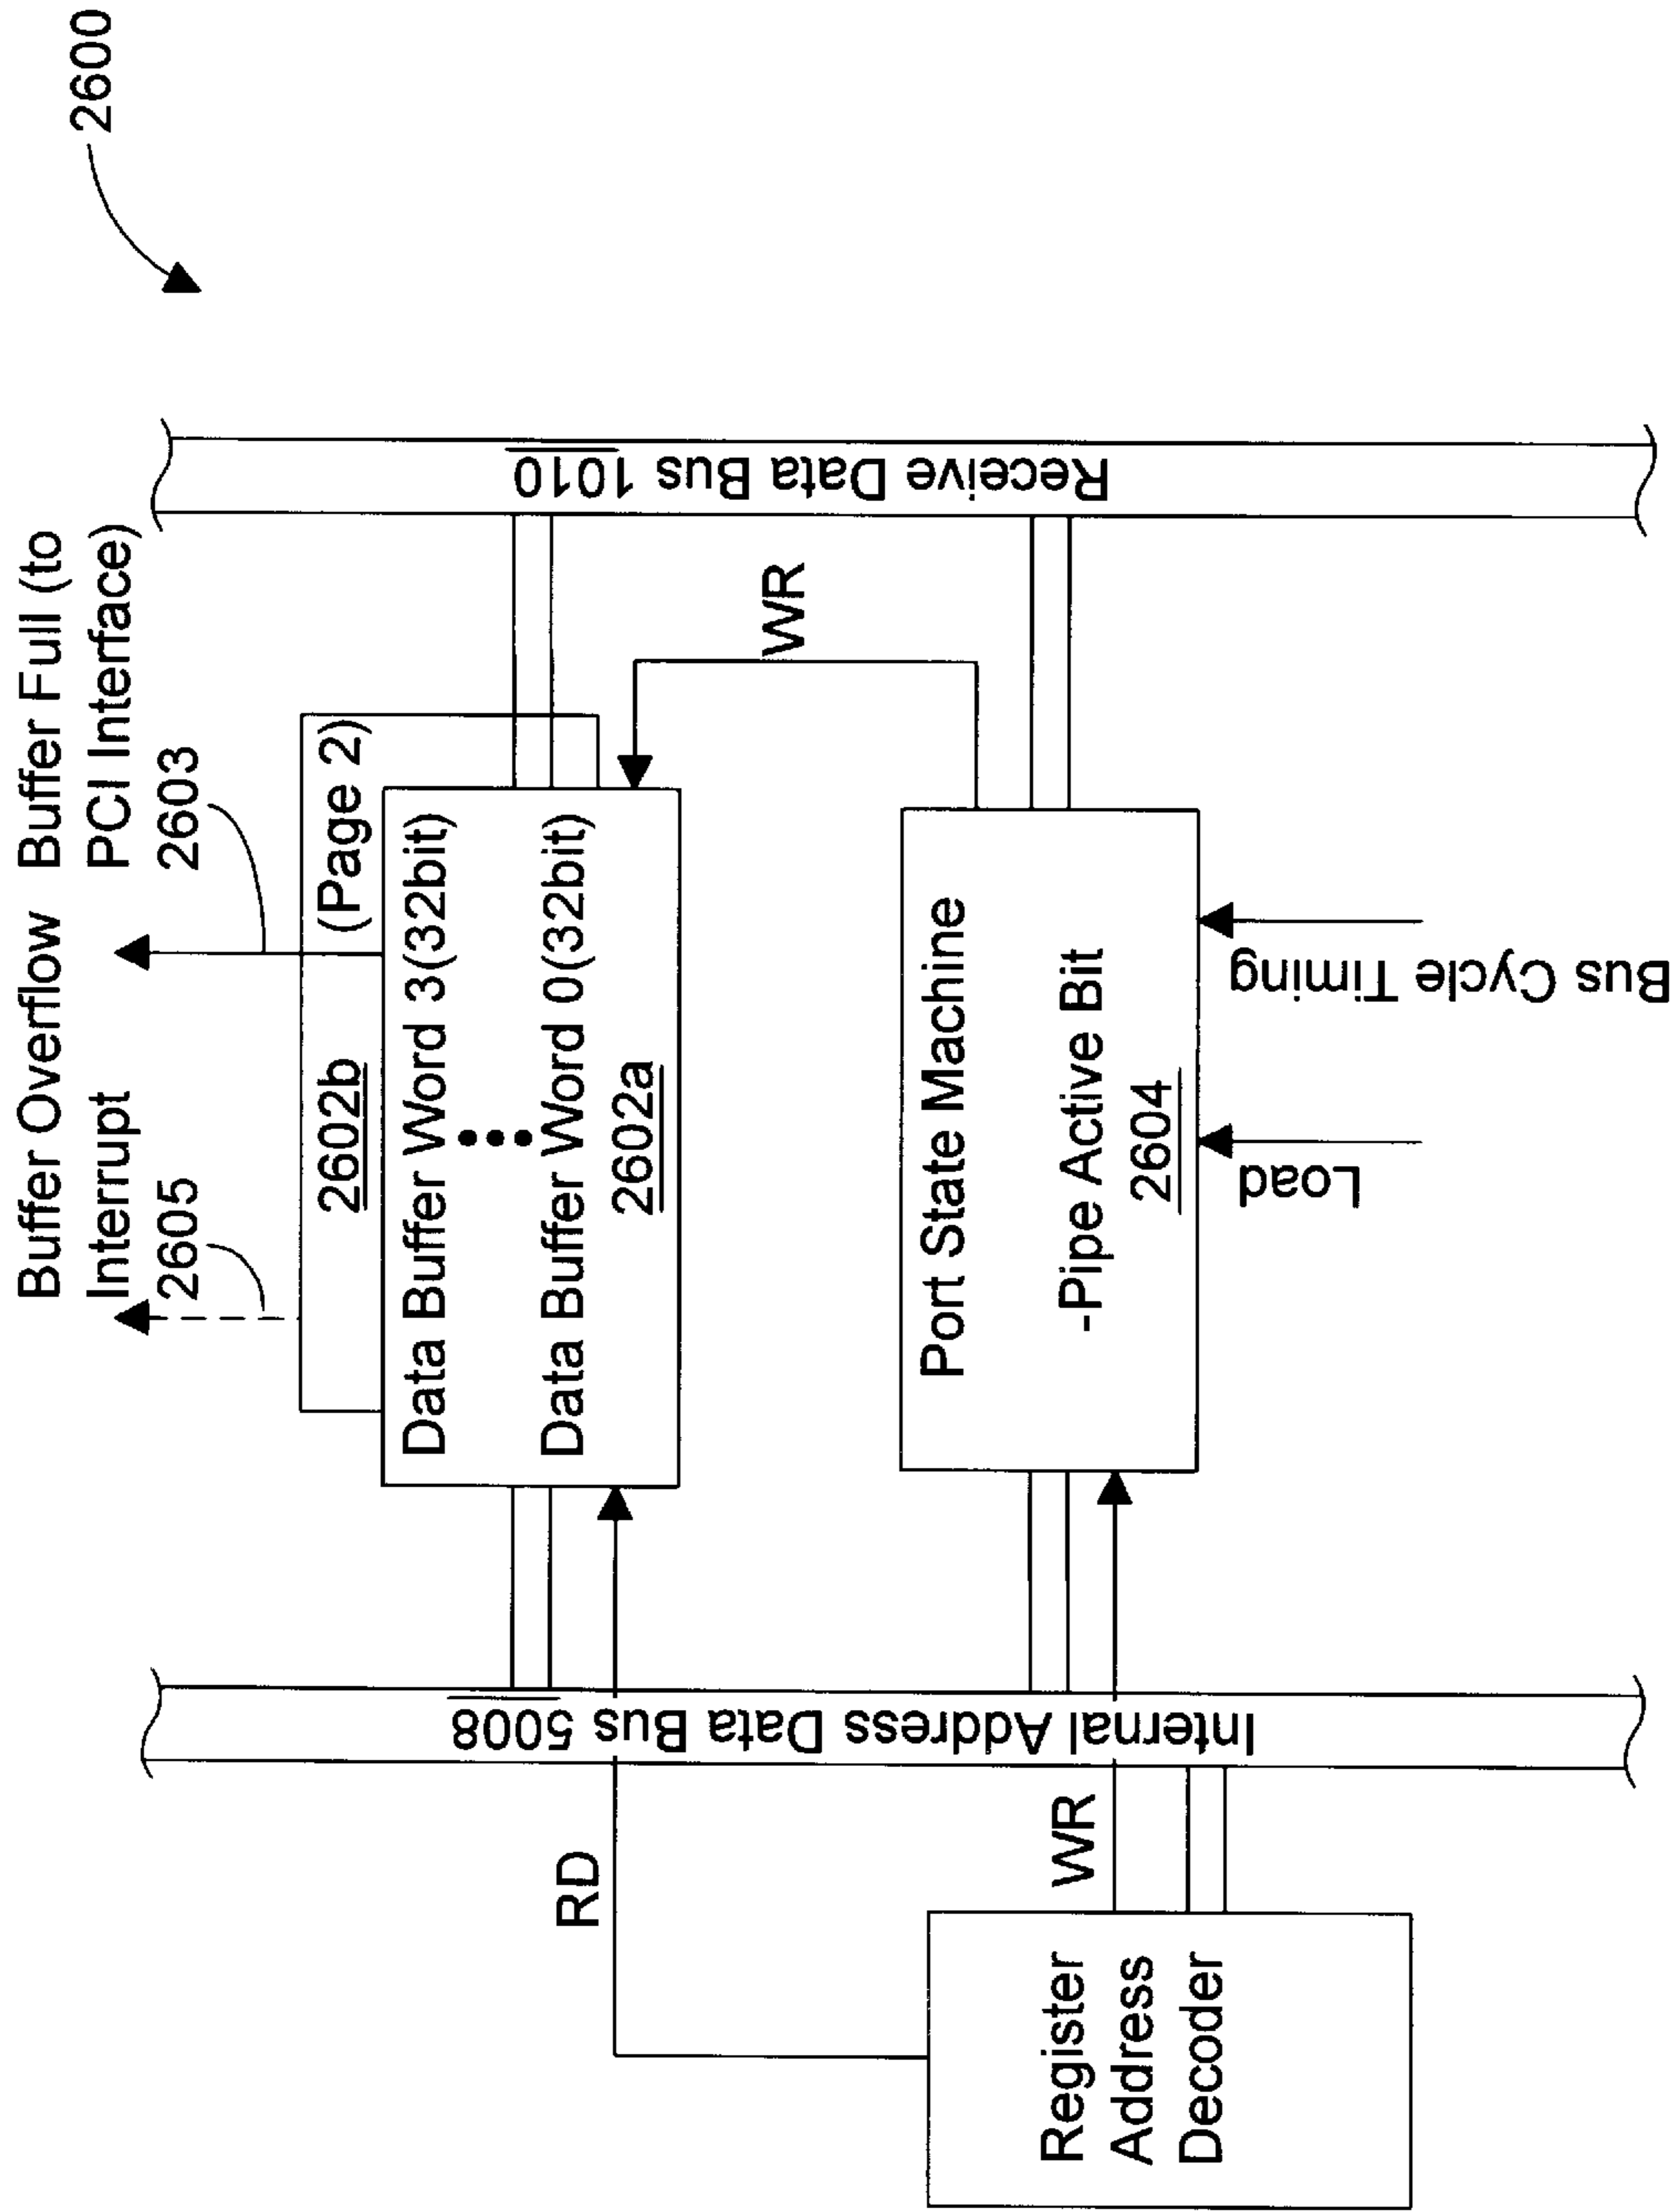 2600
Buffer Overflow
Interrupt
2605
Buffer Full (to
PCI Interface)
2603
2602b
(Page 2)
Data Buffer Word 3(32bit)
Data Buffer Word 0(32bit)
2602a
RD
WR
Internal Address Data Bus 5008
Receive Data Bus 1010
Port State Machine
-Pipe Active Bit
2604
WR
Register
Address
Decoder
Load
Bus Cycle Timing